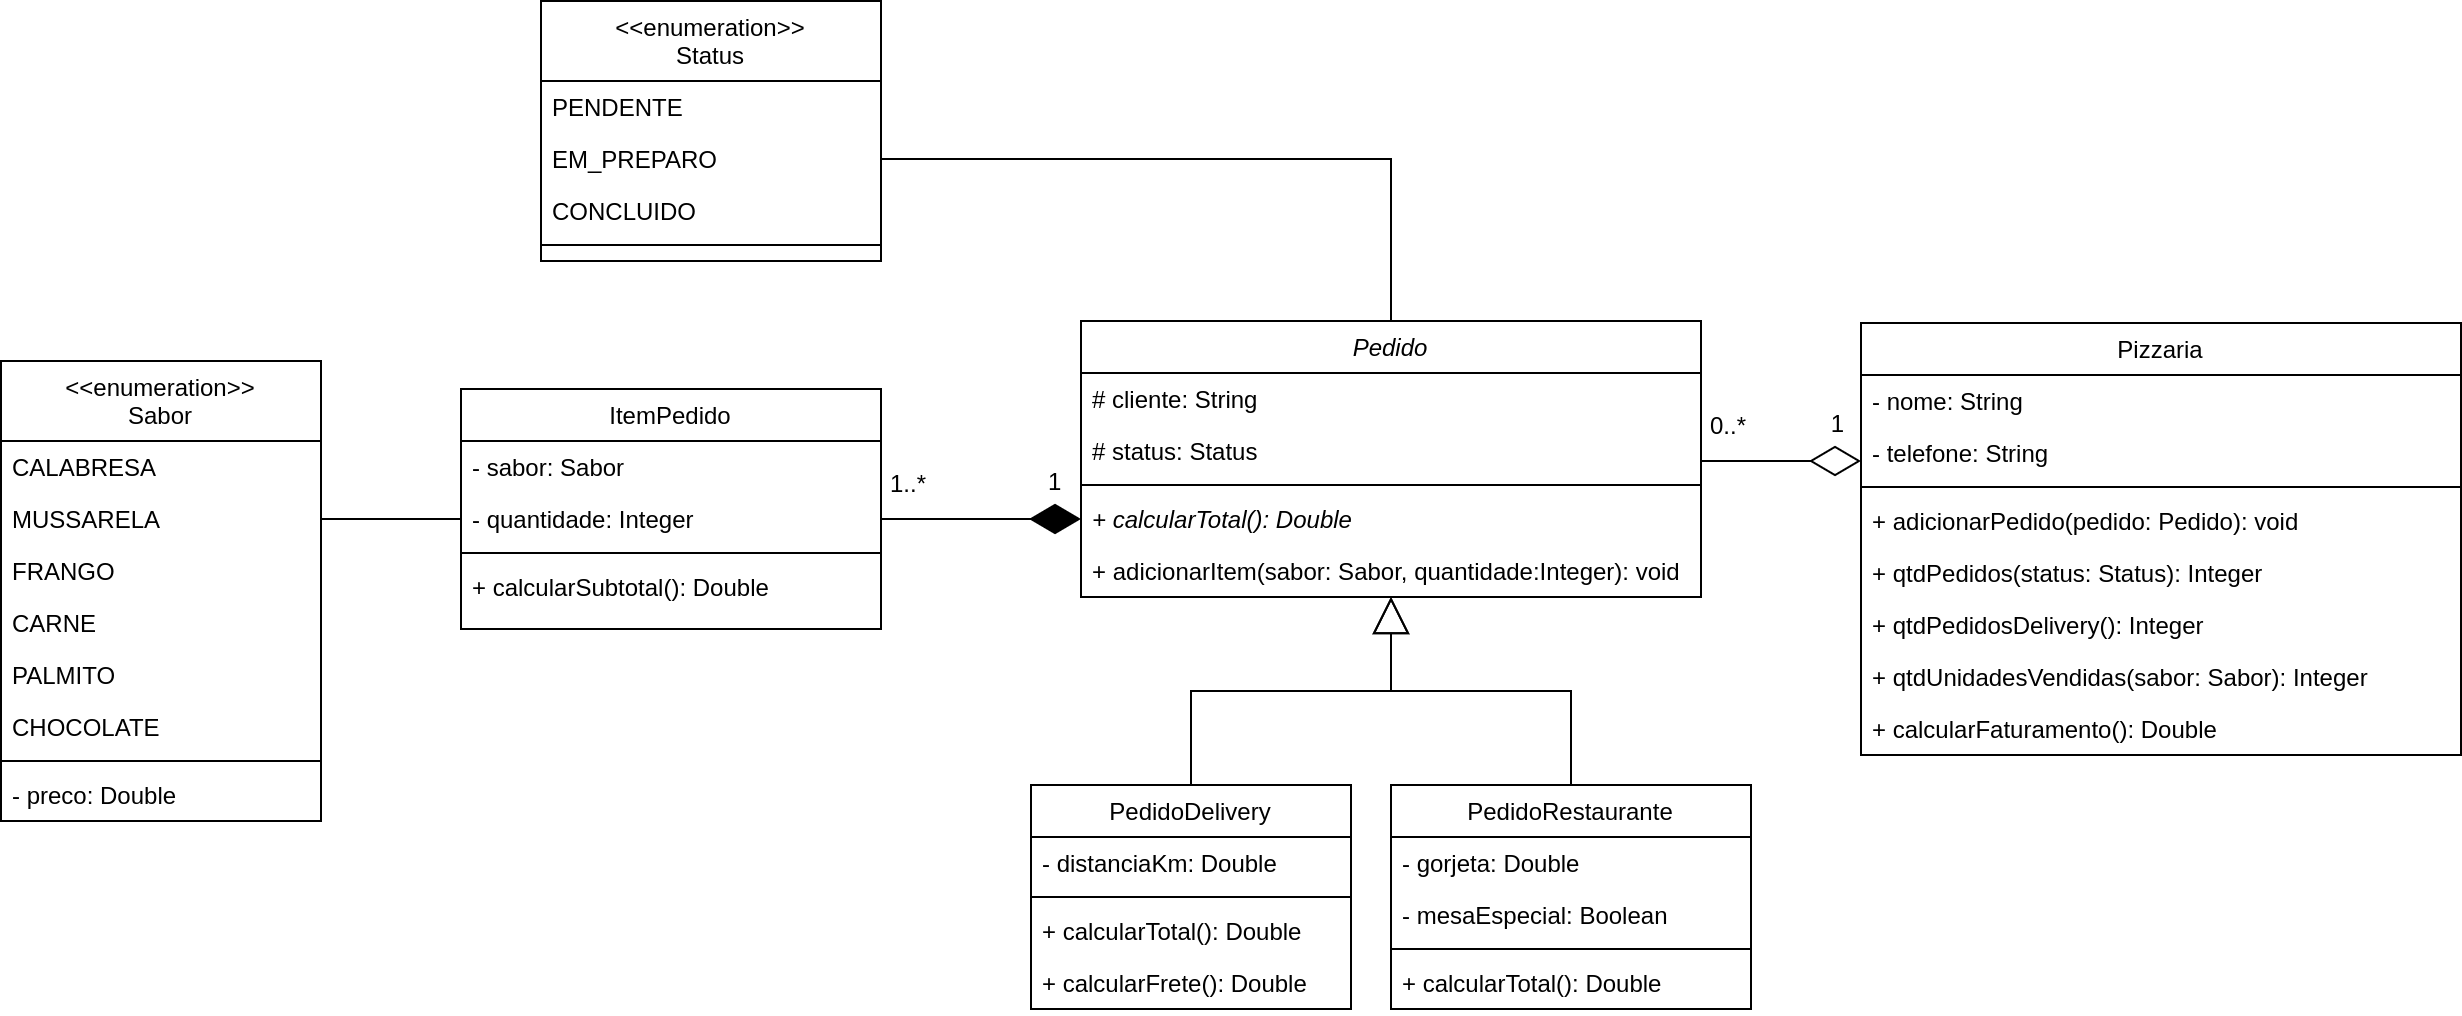 <<enumeration>>
Status
PENDENTE
EM_PREPARO
CONCLUIDO
<<enumeration>>
Sabor
CALABRESA
MUSSARELA
FRANGO
CARNE
PALMITO
CHOCOLATE
- preco: Double
ItemPedido
- sabor: Sabor
- quantidade: Integer
+ calcularSubtotal(): Double
1..*
1
Pedido
# cliente: String
# status: Status
+ calcularTotal(): Double
+ adicionarItem(sabor: Sabor, quantidade:Integer): void
0..*
1
Pizzaria
- nome: String
- telefone: String
+ adicionarPedido(pedido: Pedido): void
+ qtdPedidos(status: Status): Integer
+ qtdPedidosDelivery(): Integer
+ qtdUnidadesVendidas(sabor: Sabor): Integer
+ calcularFaturamento(): Double
PedidoDelivery
- distanciaKm: Double
+ calcularTotal(): Double
+ calcularFrete(): Double
PedidoRestaurante
- gorjeta: Double
- mesaEspecial: Boolean
+ calcularTotal(): Double